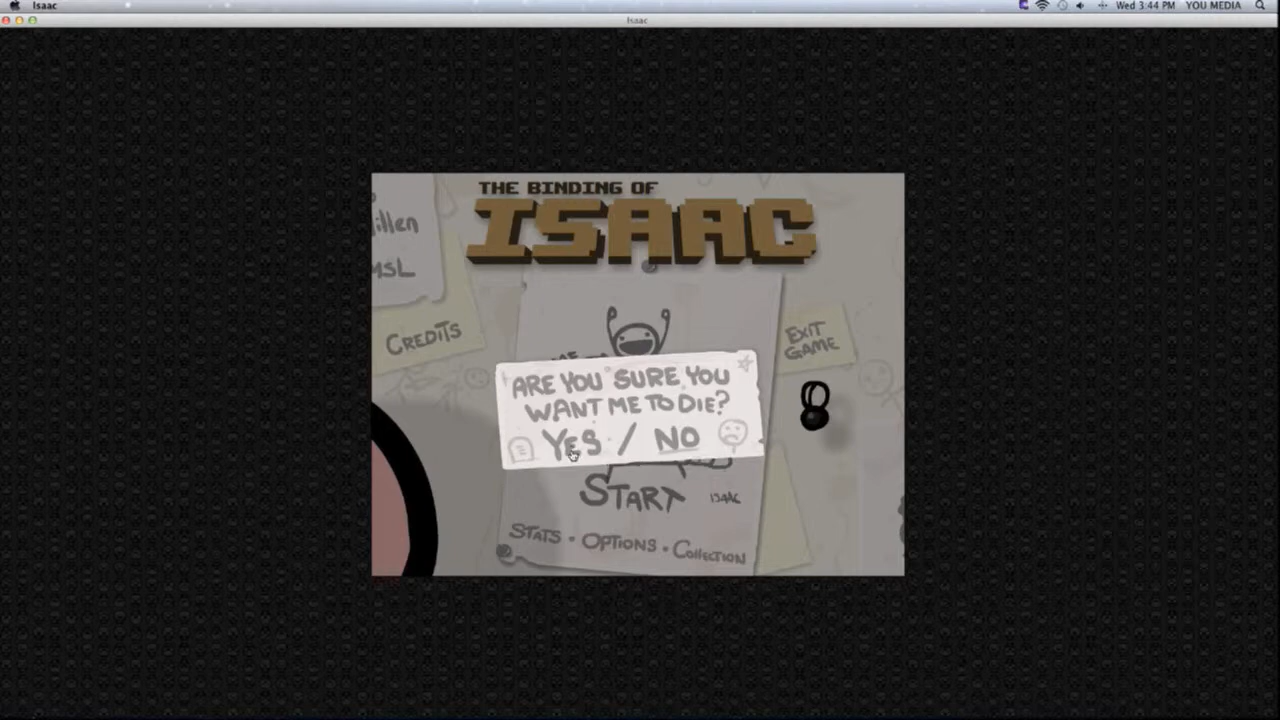 Isaac
Wed 3:44 PM YOU MEDIA
Isaac
THE BINDING OF
ISAAC
MSL
CREDITS
EXIT
GAME
ARE YOU SURE YOU
WANT ME TO DIE?
YES / NO
START
ISAAC
STATS • OPTIONS • COLLECTION